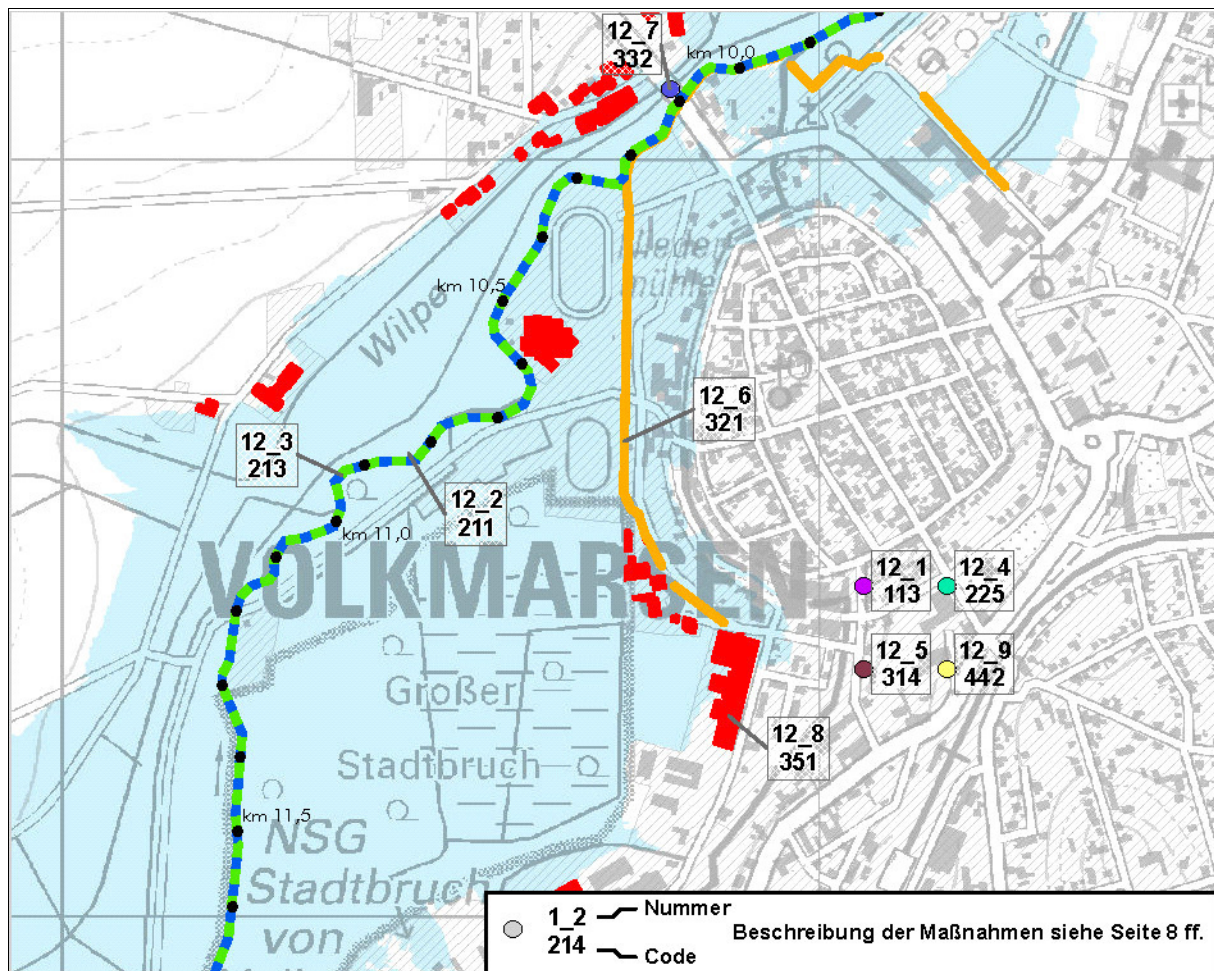 12_7
332
km 10,0
Nieder
mühle
km 10,5
Wilpe
12_6
321
12_3
213
12_2
211
km 11,0
VOLKMARSEN
12_1
113
12_4
225
12_5
314
12_9
442
Großer
12_8
351
Stadtbruch
km 11,5
NSG
Stadtbruch
von
1_2
214
Nummer
Code
Beschreibung der Maßnahmen siehe Seite 8 ff.